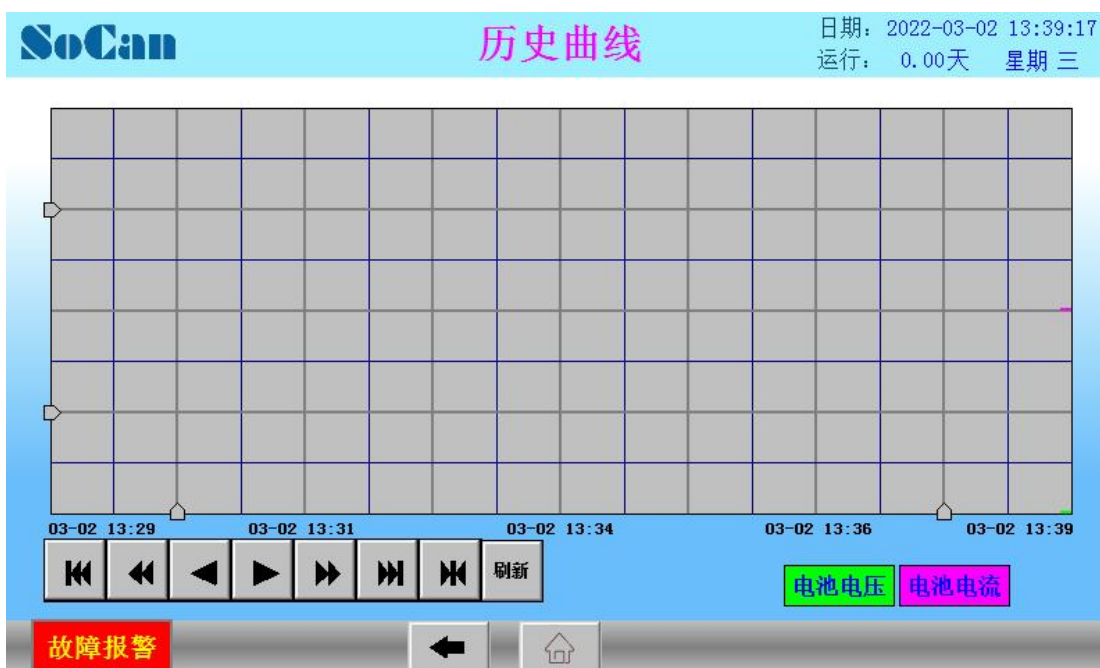 SoCan
历史曲线
日期: 2022-03-02 13:39:17
运行: 0.00天 星期 三
03-02 13:29 03-02 13:31 03-02 13:34 03-02 13:36 03-02 13:39
刷新
电池电压 电池电流
故障报警